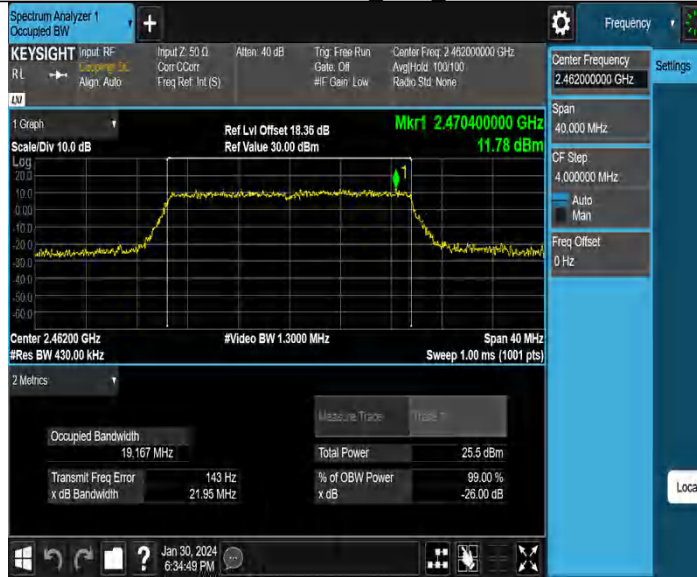 Spectrum Analyzer 1
Occupied BW
+
Frequency
KEYSIGHT
RL
Input: RF
Coupling: DC
Align: Auto
Input Z: 50 Ω
Corr CCorr
Freq Ref: Int (S)
Atten: 40 dB
Trig: Free Run
Gate: Off
#IF Gain: Low
Center Freq: 2.462000000 GHz
Avg|Hold: 100/100
Radio Std: None
Center Frequency
2.462000000 GHz
Settings
Span
40.000 MHz
CF Step
4.000000 MHz
Auto
Man
Freq Offset
0 Hz
1 Graph
Scale/Div 10.0 dB
Ref Lvl Offset 18.36 dB
Ref Value 30.00 dBm
Mkr1 2.470400000 GHz
11.78 dBm
Log
20.0
10.0
0.00
-10.0
-20.0
-30.0
-40.0
-50.0
-60.0
1
Center 2.46200 GHz
#Res BW 430.00 kHz
#Video BW 1.3000 MHz
Span 40 MHz
Sweep 1.00 ms (1001 pts)
2 Metrics
Measure Trace
Trace 1
Occupied Bandwidth
19.167 MHz
Total Power
25.5 dBm
Transmit Freq Error
143 Hz
% of OBW Power
99.00 %
x dB Bandwidth
21.95 MHz
x dB
-26.00 dB
Loca
?
Jan 30, 2024
6:34:49 PM